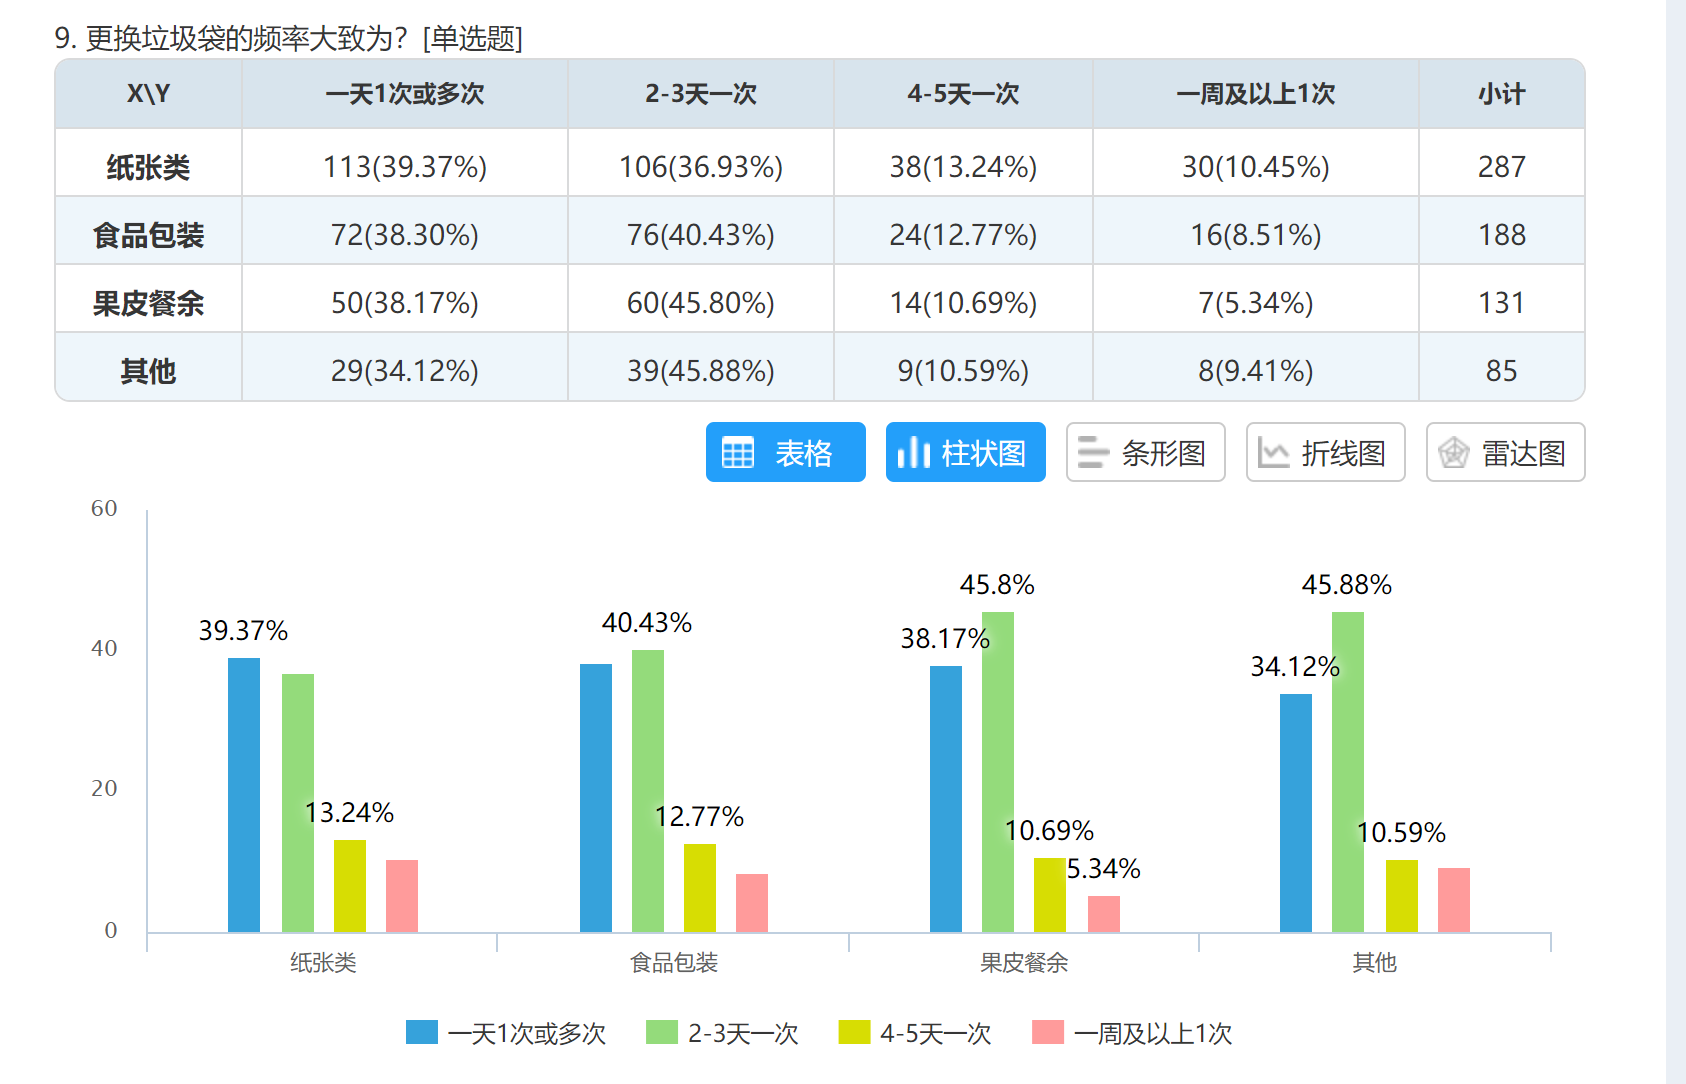 9. 更换垃圾袋的频率大致为？[单选题]
X\Y 一天1次或多次 2-3天一次 4-5天一次 一周及以上1次 小计
纸张类 113(39.37%) 106(36.93%) 38(13.24%) 30(10.45%) 287
食品包装 72(38.30%) 76(40.43%) 24(12.77%) 16(8.51%) 188
果皮餐余 50(38.17%) 60(45.80%) 14(10.69%) 7(5.34%) 131
其他 29(34.12%) 39(45.88%) 9(10.59%) 8(9.41%) 85
表格 柱状图 条形图 折线图 雷达图
60
45.8% 45.88%
39.37% 40.43% 38.17%
40
34.12%
20
13.24% 12.77% 10.69% 10.59%
5.34%
0
纸张类 食品包装 果皮餐余 其他
一天1次或多次 2-3天一次 4-5天一次 一周及以上1次